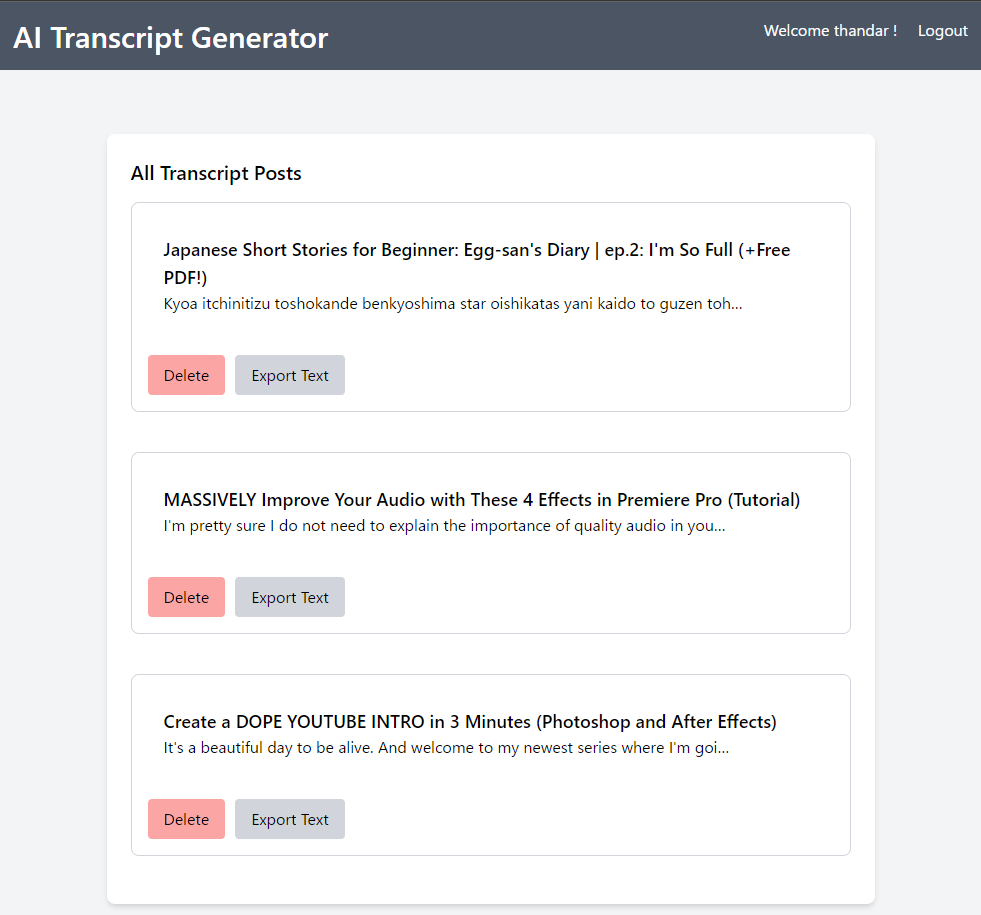 AI Transcript Generator
Welcome thandar !
Logout
All Transcript Posts
Japanese Short Stories for Beginner: Egg-san's Diary | ep.2: I'm So Full (+Free
PDF!)
Kyoa itchinitizu toshokande benkyoshima star oishikatas yani kaido to guzen toh...
Delete
Export Text
MASSIVELY Improve Your Audio with These 4 Effects in Premiere Pro (Tutorial)
I'm pretty sure I do not need to explain the importance of quality audio in you...
Delete
Export Text
Create a DOPE YOUTUBE INTRO in 3 Minutes (Photoshop and After Effects)
It's a beautiful day to be alive. And welcome to my newest series where I'm goi...
Delete
Export Text